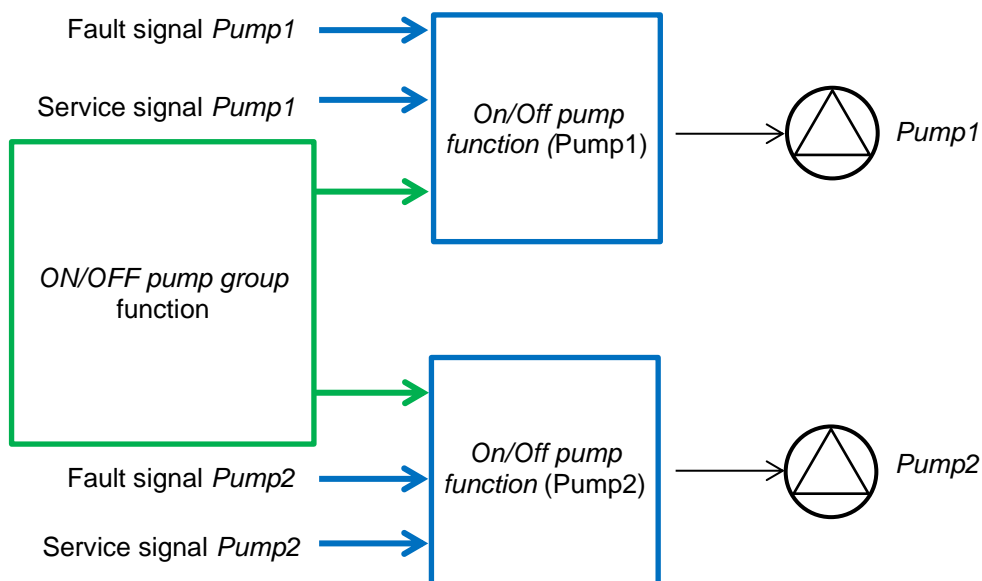 Fault signal Pump1
Service signal Pump1
On/Off pump
function (Pump1)
Pump1
ON/OFF pump group
function
On/Off pump
function (Pump2)
Pump2
Fault signal Pump2
Service signal Pump2